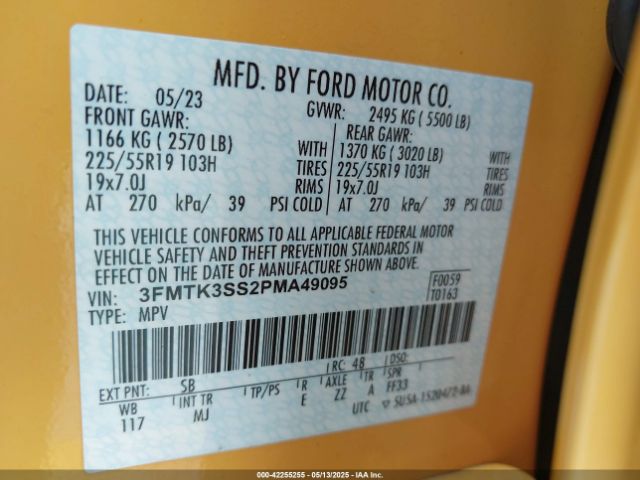 MFD. BY FORD MOTOR CO.
DATE: 05/23
GVWR: 2495 KG ( 5500 LB)
FRONT GAWR:
REAR GAWR:
1166 KG ( 2570 LB) WITH
1370 KG ( 3020 LB) WITH
225/55R19 103H TIRES
225/55R19 103H TIRES
19x7.0J RIMS
19x7.0J RIMS
AT 270 kPa/ 39 PSI COLD
AT 270 kPa/ 39 PSI COLD
THIS VEHICLE CONFORMS TO ALL APPLICABLE FEDERAL MOTOR
VEHICLE SAFETY AND THEFT PREVENTION STANDARDS IN
EFFECT ON THE DATE OF MANUFACTURE SHOWN ABOVE.
VIN: 3FMTK3SS2PMA49095
F0059
TYPE: MPV
T0163
EXT PNT: SB RC: 48 DSO:
WB INT TR TP/PS R AXLE TR SPR
117 MJ E ZZ A FF33
UTC SU5A-1520472-AA
000-42255255 — 05/13/2025 — IAA Inc.